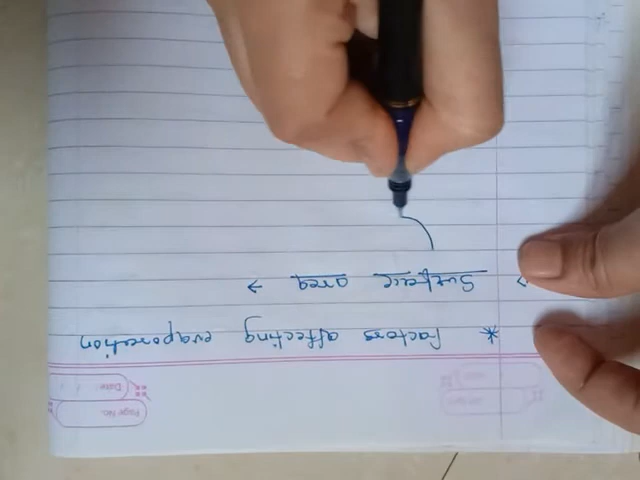 Page No.
Date
* Factors affecting evaporation
→ Surface area →